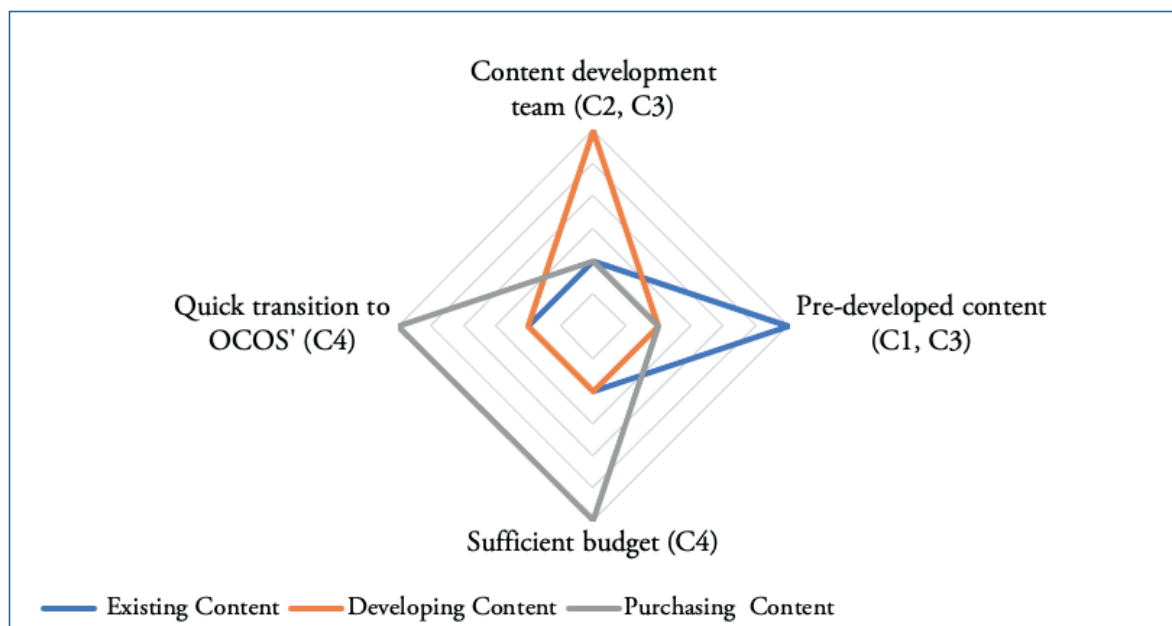 Content development
team (C2, C3)
Quick transition to
OCOS' (C4)
Pre-developed content
(C1, C3)
Sufficient budget (C4)
Existing Content
Developing Content
Purchasing Content